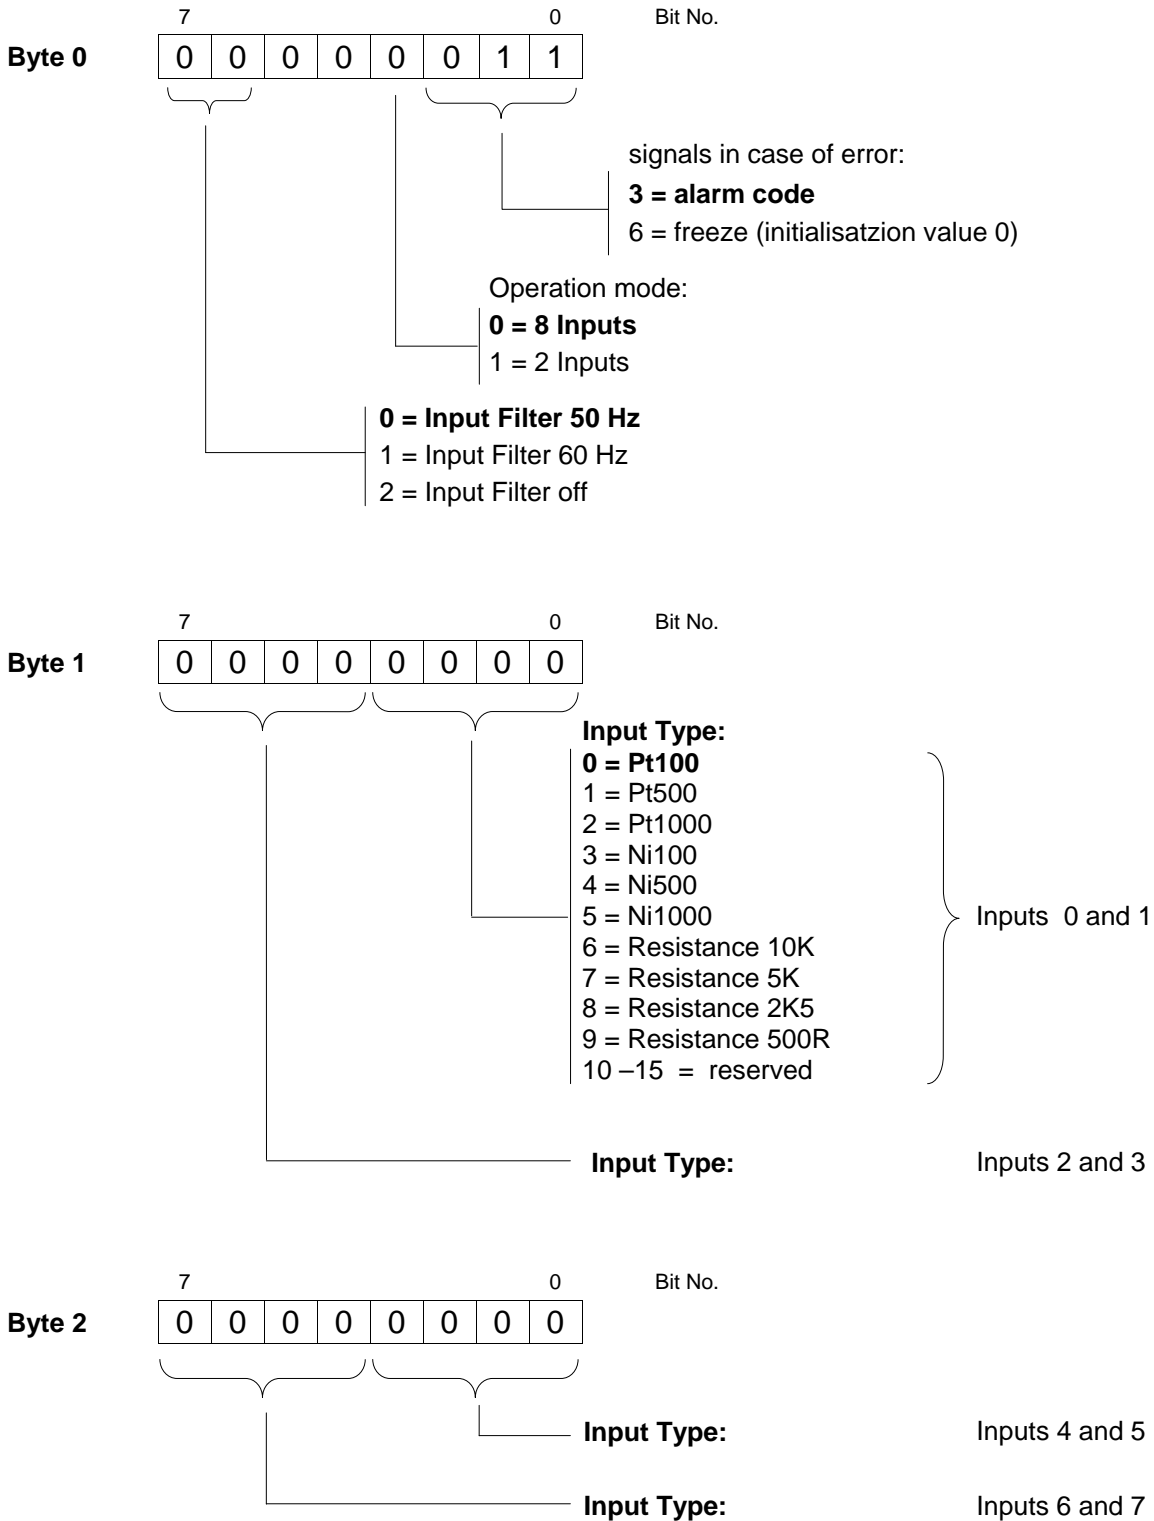 7 0 Bit No.
Byte 0 0 0 0 0 0 0 1 1
signals in case of error:
3 = alarm code
6 = freeze (initialisatzion value 0)
Operation mode:
0 = 8 Inputs
1 = 2 Inputs
0 = Input Filter 50 Hz
1 = Input Filter 60 Hz
2 = Input Filter off
7 0 Bit No.
Byte 1 0 0 0 0 0 0 0 0
Input Type:
0 = Pt100
1 = Pt500
2 = Pt1000
3 = Ni100
4 = Ni500
5 = Ni1000 Inputs 0 and 1
6 = Resistance 10K
7 = Resistance 5K
8 = Resistance 2K5
9 = Resistance 500R
10 –15 = reserved
Input Type: Inputs 2 and 3
7 0 Bit No.
Byte 2 0 0 0 0 0 0 0 0
Input Type: Inputs 4 and 5
Input Type: Inputs 6 and 7